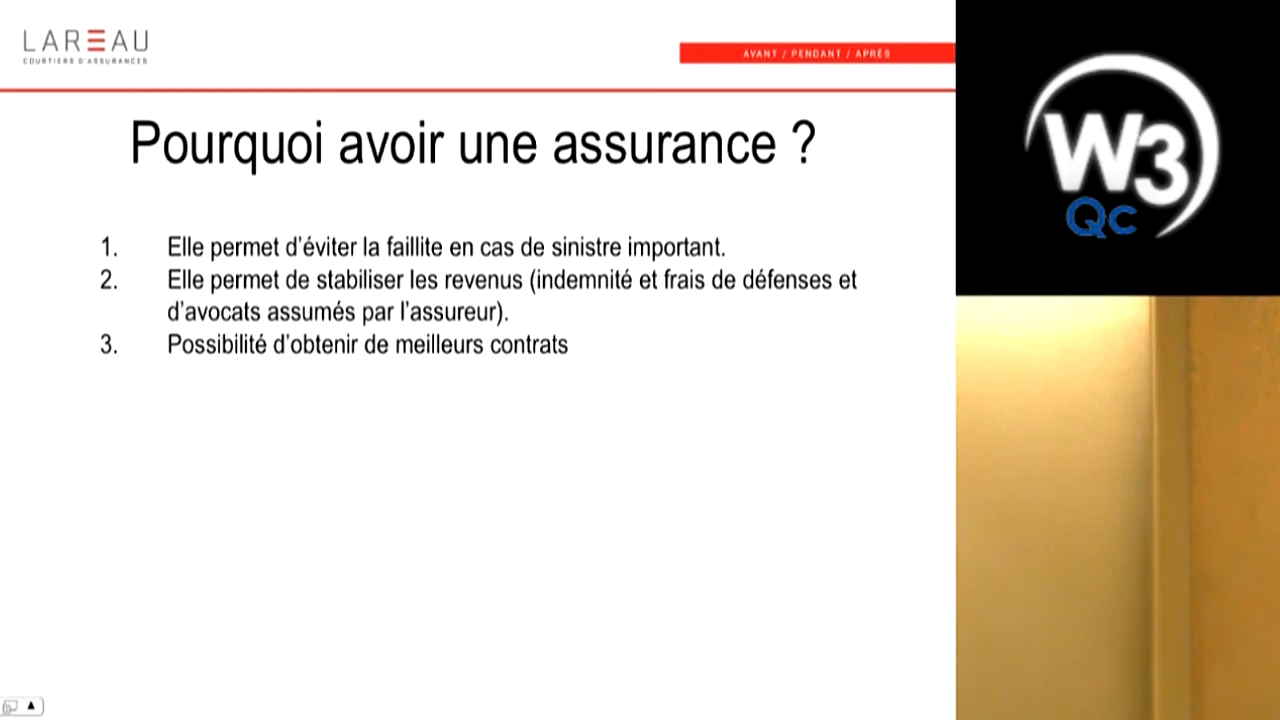 LAREAU
COURTIERS D'ASSURANCES
AVANT / PENDANT / APRÈS
Pourquoi avoir une assurance ?
1. Elle permet d'éviter la faillite en cas de sinistre important.
2. Elle permet de stabiliser les revenus (indemnité et frais de défenses et
d'avocats assumés par l'assureur).
3. Possibilité d'obtenir de meilleurs contrats
W3
Qc